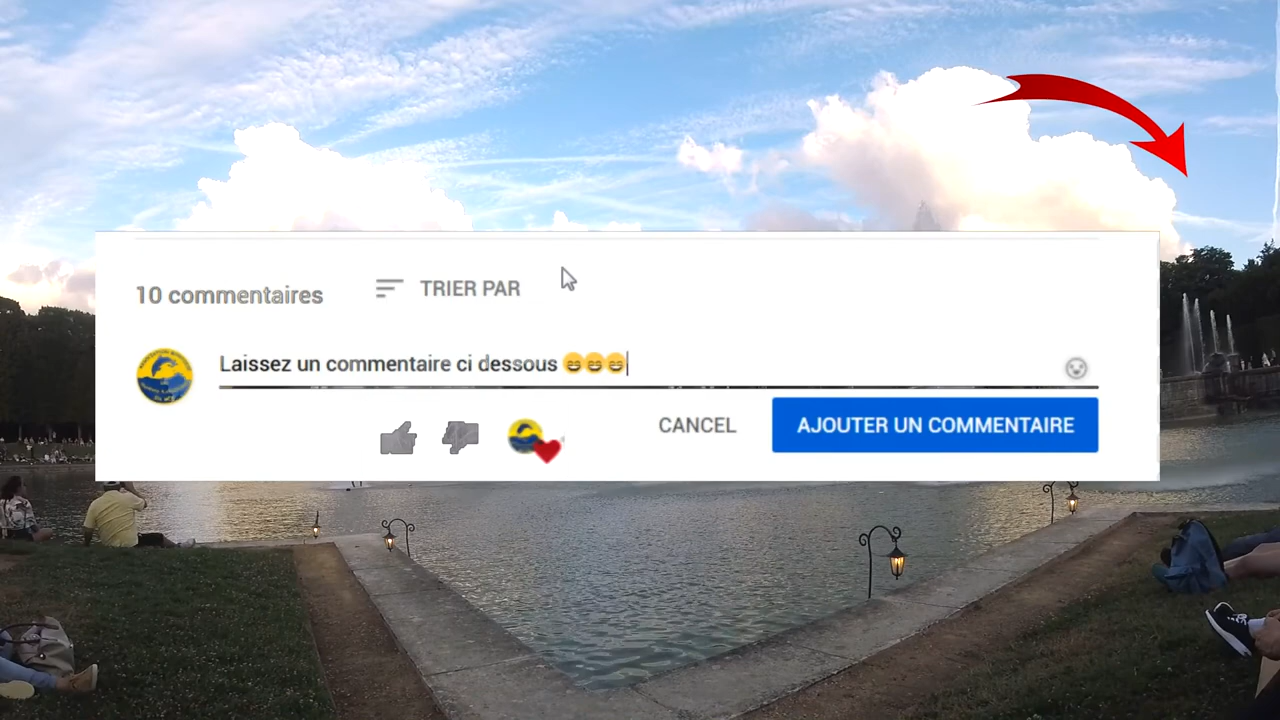 10 commentaires
TRIER PAR
Laissez un commentaire ci dessous 😄😄😄
CANCEL
AJOUTER UN COMMENTAIRE